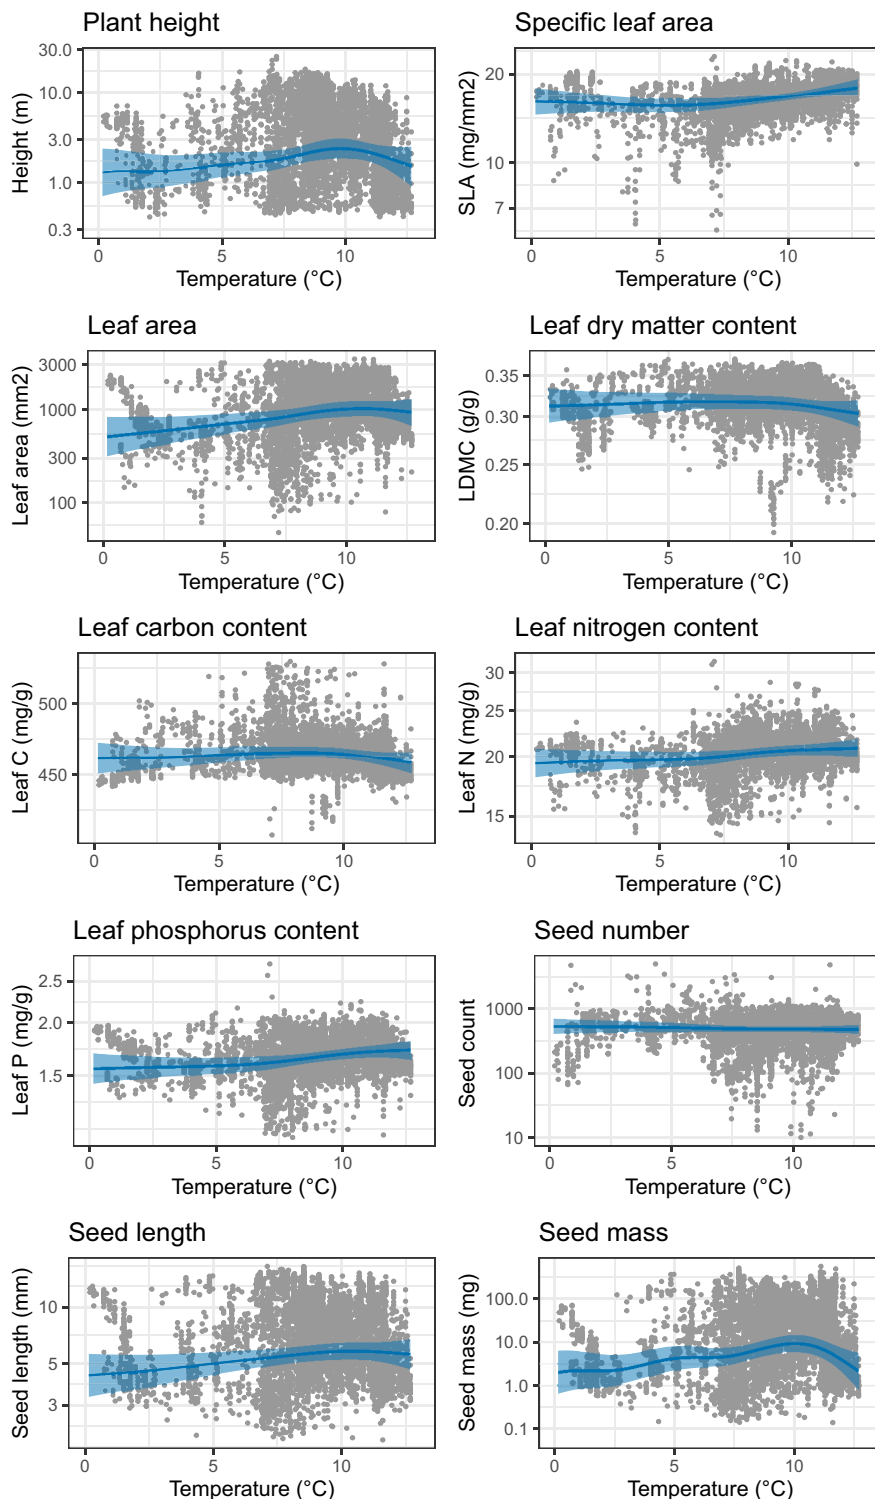 Plant height
Specific leaf area
Height (m)
30.0
10.0
3.0
1.0
0.3
0
5
10
Temperature (°C)
SLA (mg/mm2)
20
10
7
0
5
10
Temperature (°C)
Leaf area
Leaf dry matter content
Leaf area (mm2)
3000
1000
300
100
0
5
10
Temperature (°C)
LDMC (g/g)
0.35
0.30
0.25
0.20
0
5
10
Temperature (°C)
Leaf carbon content
Leaf nitrogen content
Leaf C (mg/g)
500
450
0
5
10
Temperature (°C)
Leaf N (mg/g)
30
25
20
15
0
5
10
Temperature (°C)
Leaf phosphorus content
Seed number
Leaf P (mg/g)
2.5
2.0
1.5
0
5
10
Temperature (°C)
Seed count
1000
100
10
0
5
10
Temperature (°C)
Seed length
Seed mass
Seed length (mm)
10
5
3
0
5
10
Temperature (°C)
Seed mass (mg)
100.0
10.0
1.0
0.1
0
5
10
Temperature (°C)